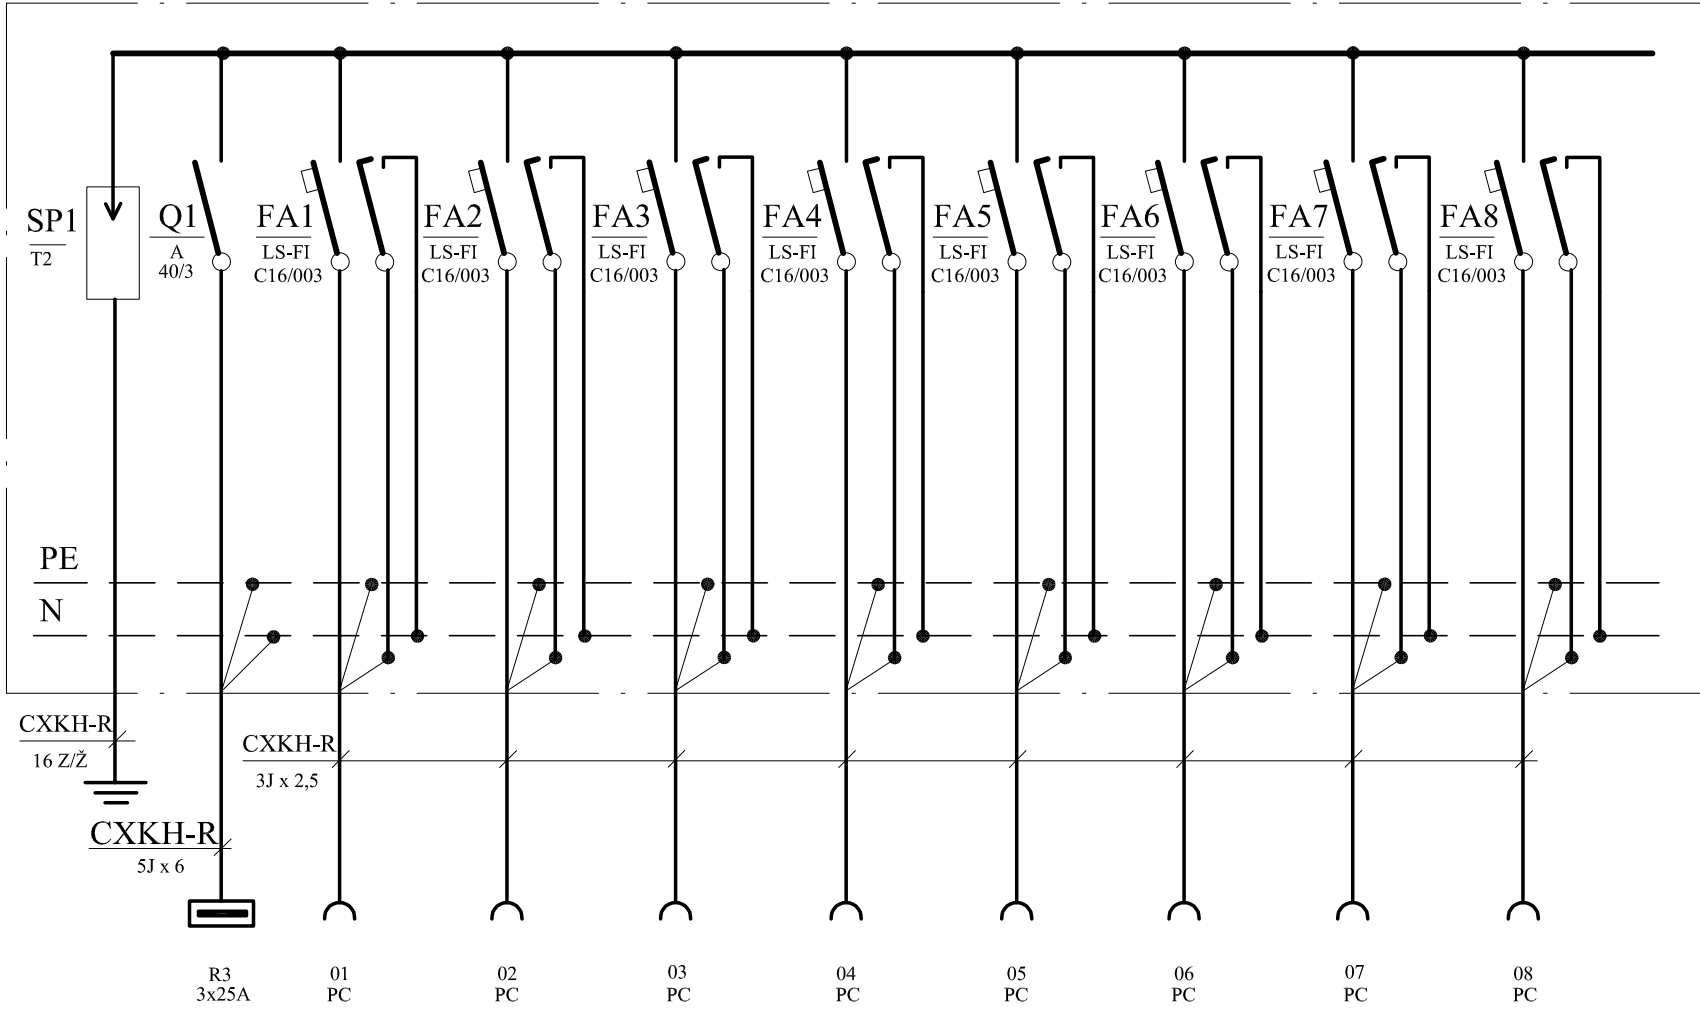 SP1
T2
Q1
A
40/3
FA1
LS-FI
C16/003
FA2
LS-FI
C16/003
FA3
LS-FI
C16/003
FA4
LS-FI
C16/003
FA5
LS-FI
C16/003
FA6
LS-FI
C16/003
FA7
LS-FI
C16/003
FA8
LS-FI
C16/003
PE
N
CXKH-R
16 Z/Ž
CXKH-R
3J x 2,5
CXKH-R
5J x 6
R3
3x25A
01
PC
02
PC
03
PC
04
PC
05
PC
06
PC
07
PC
08
PC